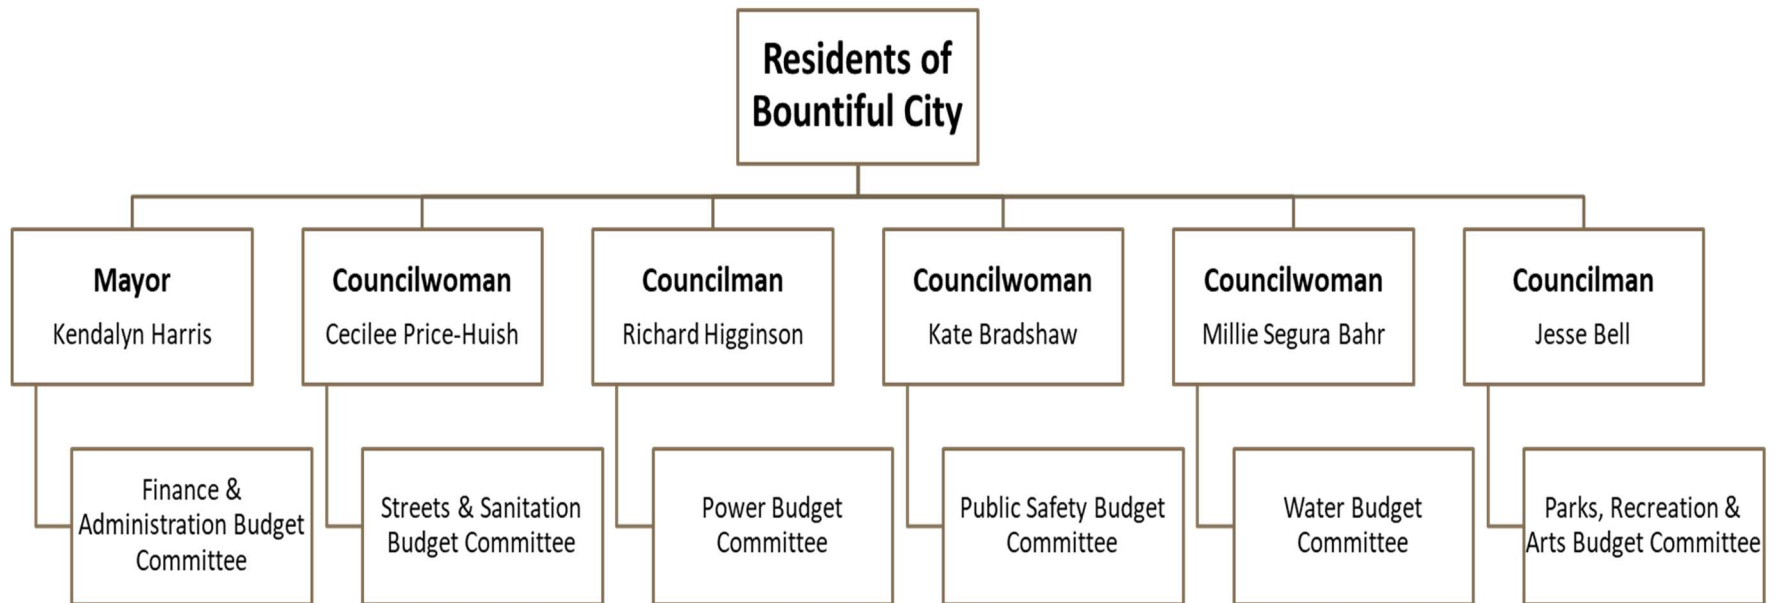 Residents of
Bountiful City
Mayor
Kendalyn Harris
Councilwoman
Cecilee Price-Huish
Councilman
Richard Higginson
Councilwoman
Kate Bradshaw
Councilwoman
Millie Segura Bahr
Councilman
Jesse Bell
Finance &
Administration Budget
Committee
Streets & Sanitation
Budget Committee
Power Budget
Committee
Public Safety Budget
Committee
Water Budget
Committee
Parks, Recreation &
Arts Budget Committee